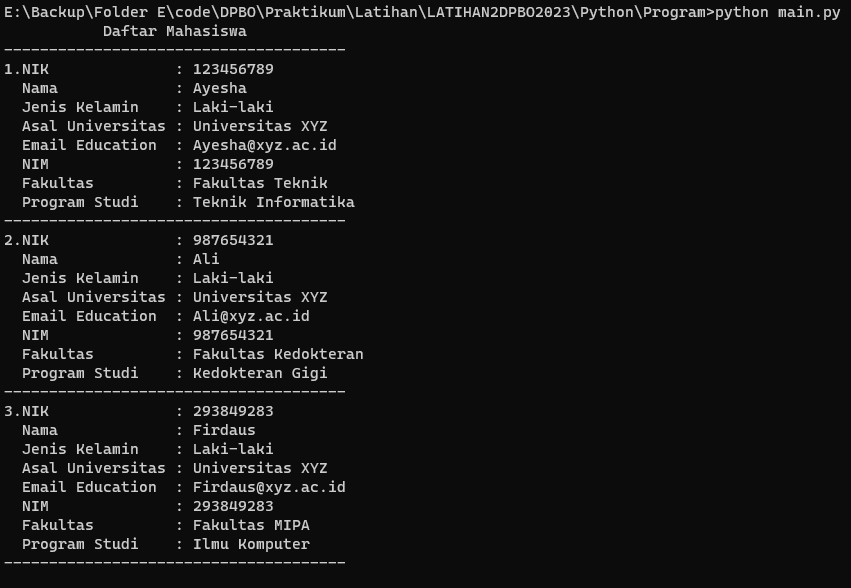 E:\Backup\Folder E\code\DPBO\Praktikum\Latihan\LATIHAN2DPBO2023\Python\Program>python main.py
           Daftar Mahasiswa
--------------------------------------
1.NIK              : 123456789
  Nama             : Ayesha
  Jenis Kelamin    : Laki-laki
  Asal Universitas : Universitas XYZ
  Email Education  : Ayesha@xyz.ac.id
  NIM              : 123456789
  Fakultas         : Fakultas Teknik
  Program Studi    : Teknik Informatika
--------------------------------------
2.NIK              : 987654321
  Nama             : Ali
  Jenis Kelamin    : Laki-laki
  Asal Universitas : Universitas XYZ
  Email Education  : Ali@xyz.ac.id
  NIM              : 987654321
  Fakultas         : Fakultas Kedokteran
  Program Studi    : Kedokteran Gigi
--------------------------------------
3.NIK              : 293849283
  Nama             : Firdaus
  Jenis Kelamin    : Laki-laki
  Asal Universitas : Universitas XYZ
  Email Education  : Firdaus@xyz.ac.id
  NIM              : 293849283
  Fakultas         : Fakultas MIPA
  Program Studi    : Ilmu Komputer
--------------------------------------